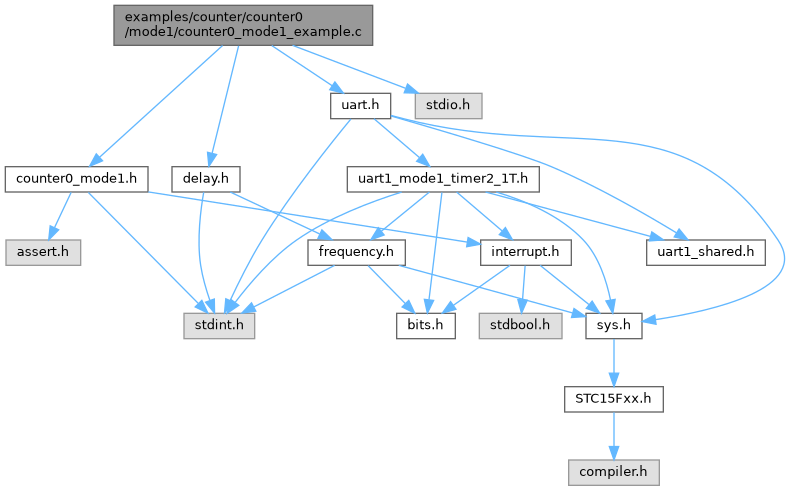 examples/counter/counter0
/mode1/counter0_mode1_example.c
uart.h
stdio.h
counter0_mode1.h
delay.h
uart1_mode1_timer2_1T.h
assert.h
frequency.h
interrupt.h
uart1_shared.h
stdint.h
bits.h
stdbool.h
sys.h
STC15Fxx.h
compiler.h